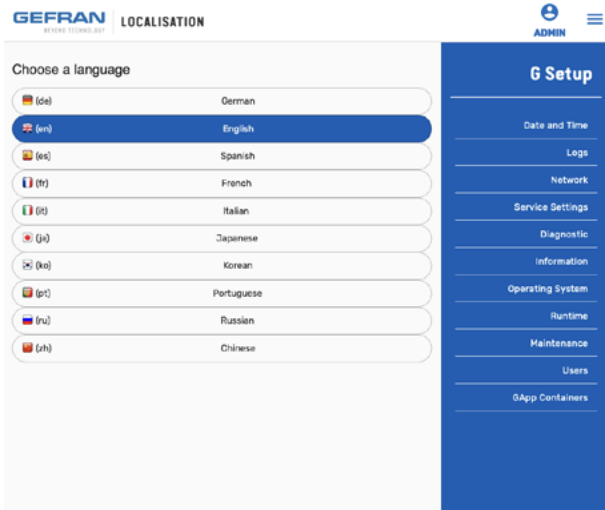 GEFRAN
BEYOND TECHNOLOGY
LOCALISATION
ADMIN
Choose a language
(de) German
(en) English
(es) Spanish
(fr) French
(it) Italian
(ja) Japanese
(ko) Korean
(pt) Portuguese
(ru) Russian
(zh) Chinese
G Setup
Date and Time
Logs
Network
Service Settings
Diagnostic
Information
Operating System
Runtime
Maintenance
Users
GApp Containers